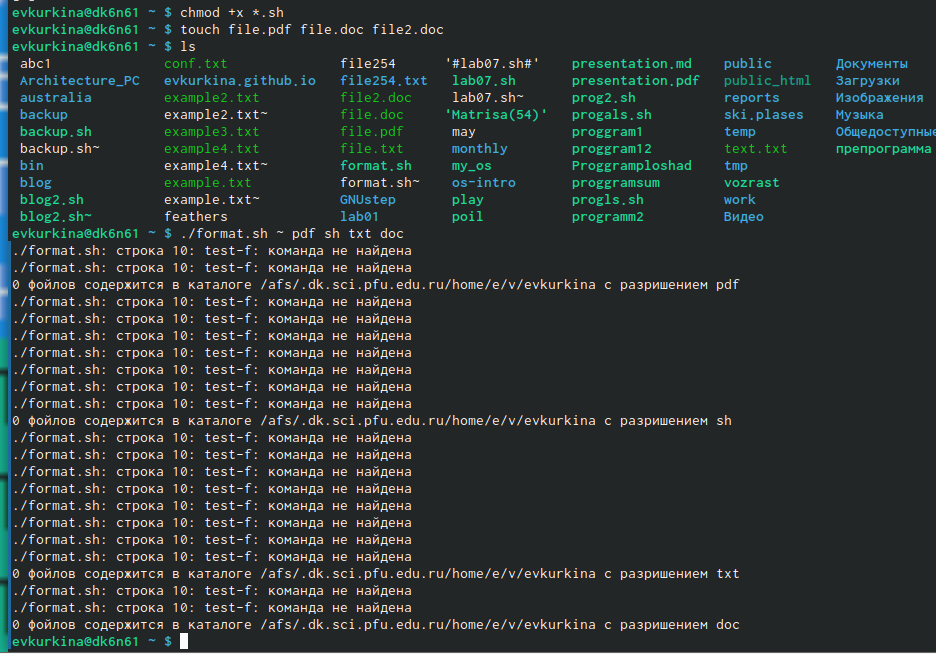 evkurkina@dk6n61 ~ $ chmod +x *.sh
evkurkina@dk6n61 ~ $ touch file.pdf file.doc file2.doc
evkurkina@dk6n61 ~ $ ls
abc1 conf.txt file254 '#lab07.sh#' presentation.md public Документы
Architecture_PC evkurkina.github.io file254.txt lab07.sh presentation.pdf public_html Загрузки
australia example2.txt file2.doc lab07.sh~ prog2.sh reports Изображения
backup example2.txt~ file.doc 'Matrisa(54)' progals.sh ski.plases Музыка
backup.sh example3.txt file.pdf may proggram1 temp Общедоступные
backup.sh~ example4.txt file.txt monthly proggram12 text.txt препрограмма
bin example4.txt~ format.sh my_os Proggramploshad tmp
blog example.txt format.sh~ os-intro proggramsum vozrast
blog2.sh example.txt~ GNUstep play progls.sh work
blog2.sh~ feathers lab01 poil programm2 Видео
evkurkina@dk6n61 ~ $ ./format.sh ~ pdf sh txt doc
./format.sh: строка 10: test-f: команда не найдена
./format.sh: строка 10: test-f: команда не найдена
0 фойлов содержится в каталоге /afs/.dk.sci.pfu.edu.ru/home/e/v/evkurkina с разришением pdf
./format.sh: строка 10: test-f: команда не найдена
./format.sh: строка 10: test-f: команда не найдена
./format.sh: строка 10: test-f: команда не найдена
./format.sh: строка 10: test-f: команда не найдена
./format.sh: строка 10: test-f: команда не найдена
./format.sh: строка 10: test-f: команда не найдена
./format.sh: строка 10: test-f: команда не найдена
0 фойлов содержится в каталоге /afs/.dk.sci.pfu.edu.ru/home/e/v/evkurkina с разришением sh
./format.sh: строка 10: test-f: команда не найдена
./format.sh: строка 10: test-f: команда не найдена
./format.sh: строка 10: test-f: команда не найдена
./format.sh: строка 10: test-f: команда не найдена
./format.sh: строка 10: test-f: команда не найдена
./format.sh: строка 10: test-f: команда не найдена
./format.sh: строка 10: test-f: команда не найдена
./format.sh: строка 10: test-f: команда не найдена
0 фойлов содержится в каталоге /afs/.dk.sci.pfu.edu.ru/home/e/v/evkurkina с разришением txt
./format.sh: строка 10: test-f: команда не найдена
./format.sh: строка 10: test-f: команда не найдена
0 фойлов содержится в каталоге /afs/.dk.sci.pfu.edu.ru/home/e/v/evkurkina с разришением doc
evkurkina@dk6n61 ~ $